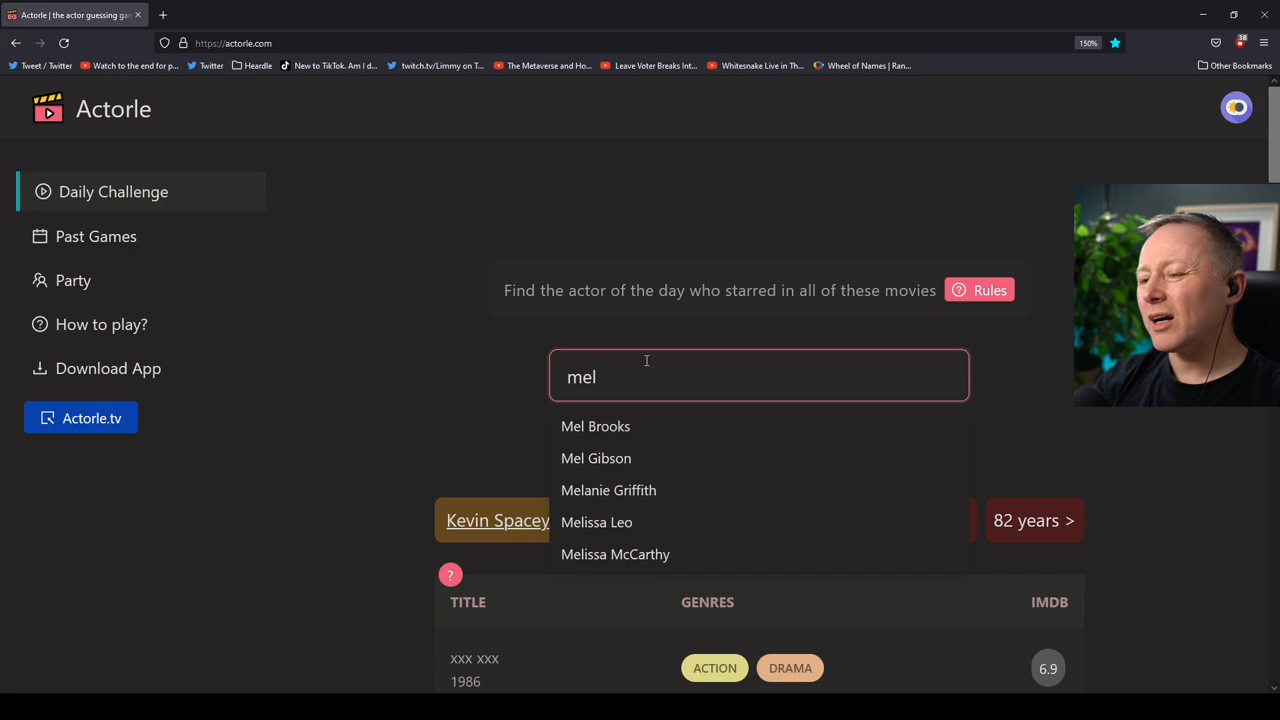 Actorle | the actor guessing gam
https://actorle.com
150%
38
Tweet / Twitter
Watch to the end for p...
Twitter
Heardle
New to TikTok. Am I d...
twitch.tv/Limmy on T...
The Metaverse and Ho...
Leave Voter Breaks Int...
Whitesnake Live in Th...
Wheel of Names | Ran...
Other Bookmarks
Actorle
Daily Challenge
Past Games
Party
How to play?
Download App
Actorle.tv
Find the actor of the day who starred in all of these movies
Rules
mel
Mel Brooks
Mel Gibson
Melanie Griffith
Melissa Leo
Melissa McCarthy
Kevin Spacey
82 years >
?
TITLE GENRES IMDB
xxx xxx
1986
ACTION DRAMA 6.9